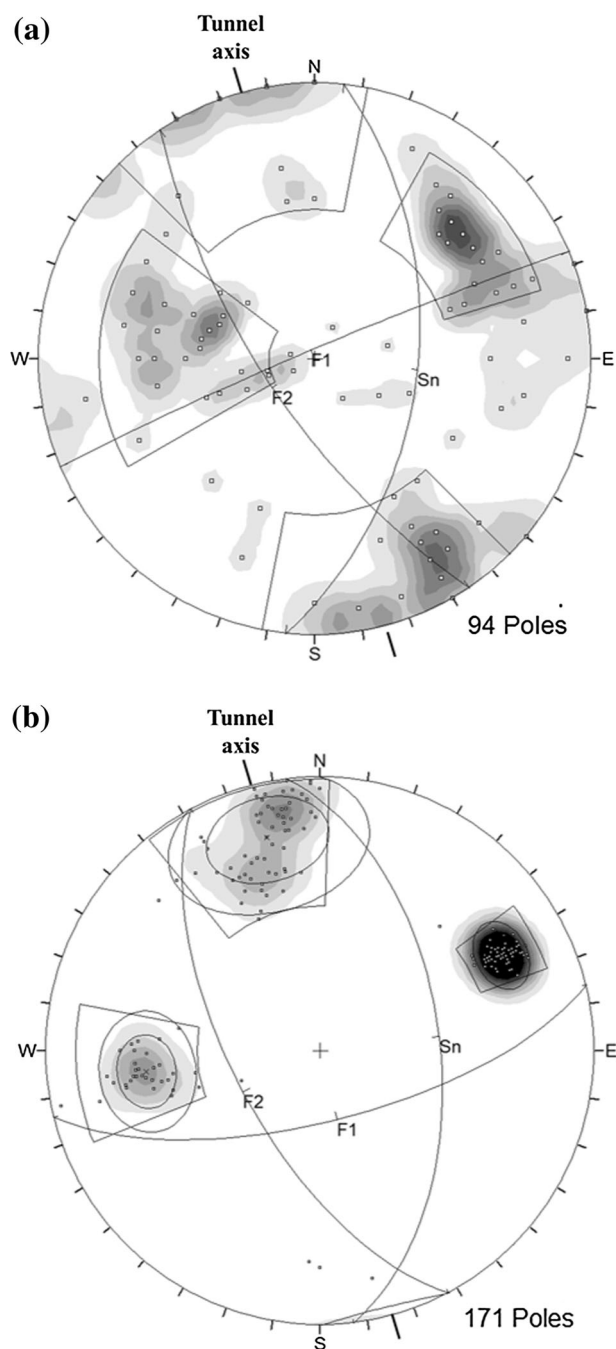 (a)
Tunnel
axis
N
W
E
F1
Sn
F2
94 Poles
S
(b)
Tunnel
axis
N
W
E
Sn
F2
F1
171 Poles
S